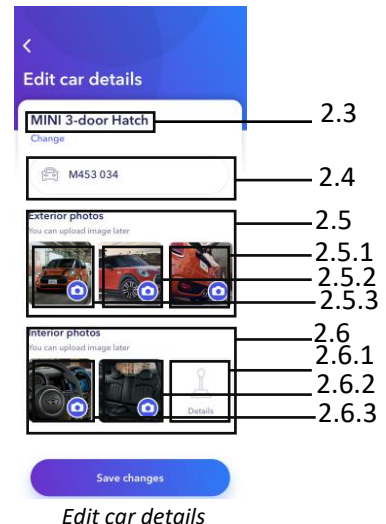 Edit car details
MINI 3-door Hatch
2.3
Change
M453 034
2.4
Exterior photos
2.5
You can upload image later
2.5.1
2.5.2
2.5.3
Interior photos
2.6
You can upload image later
2.6.1
2.6.2
Details
2.6.3
Save changes
Edit car details